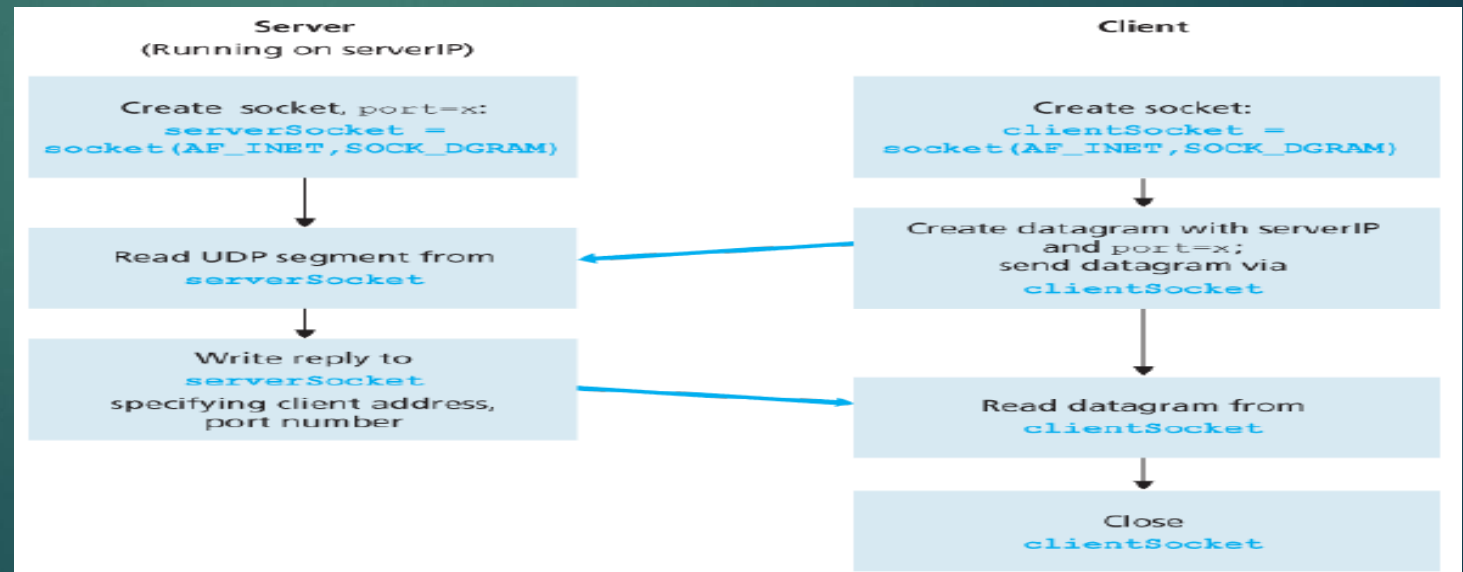 Server
(Running on serverIP)
Create socket, port=x:
serverSocket =
socket(AF_INET,SOCK_DGRAM)
Read UDP segment from
serverSocket
Write reply to
serverSocket
specifying client address,
port number
Client
Create socket:
clientSocket =
socket(AF_INET,SOCK_DGRAM)
Create datagram with serverIP
and port=x;
send datagram via
clientSocket
Read datagram from
clientSocket
Close
clientSocket